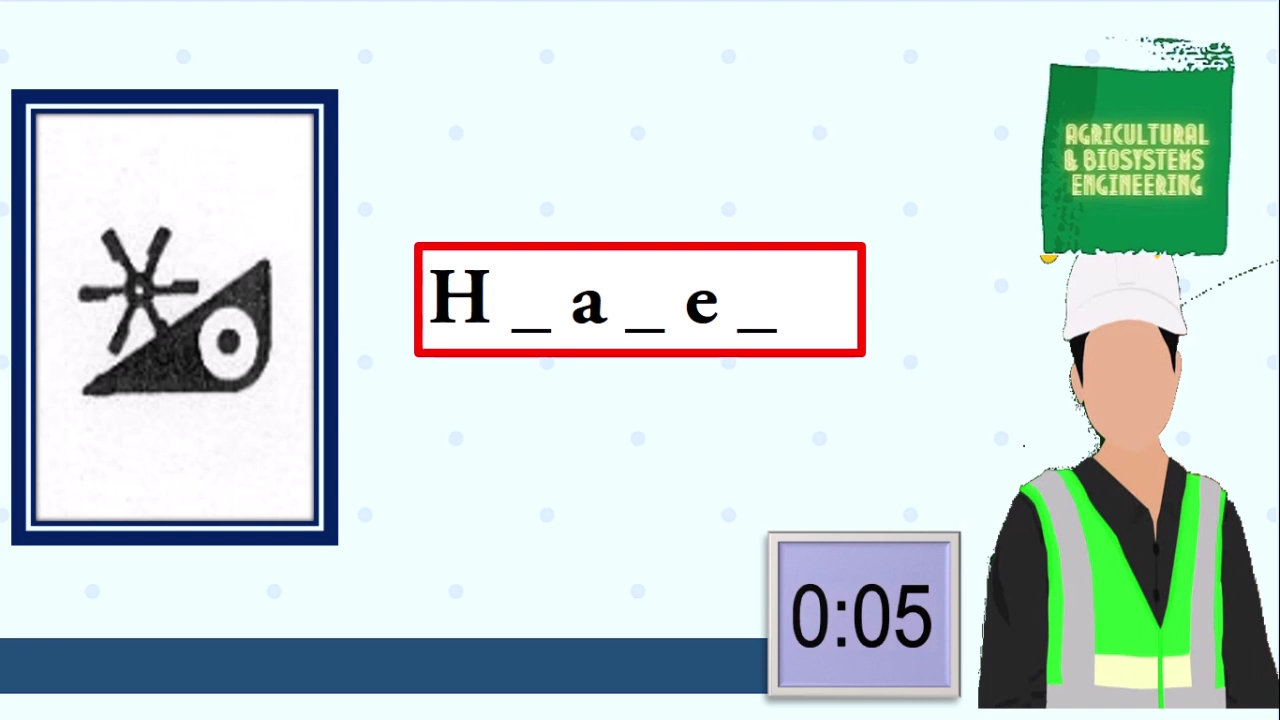 AGRICULTURAL
& BIOSYSTEMS
ENGINEERING
H _ a _ e _
0:05